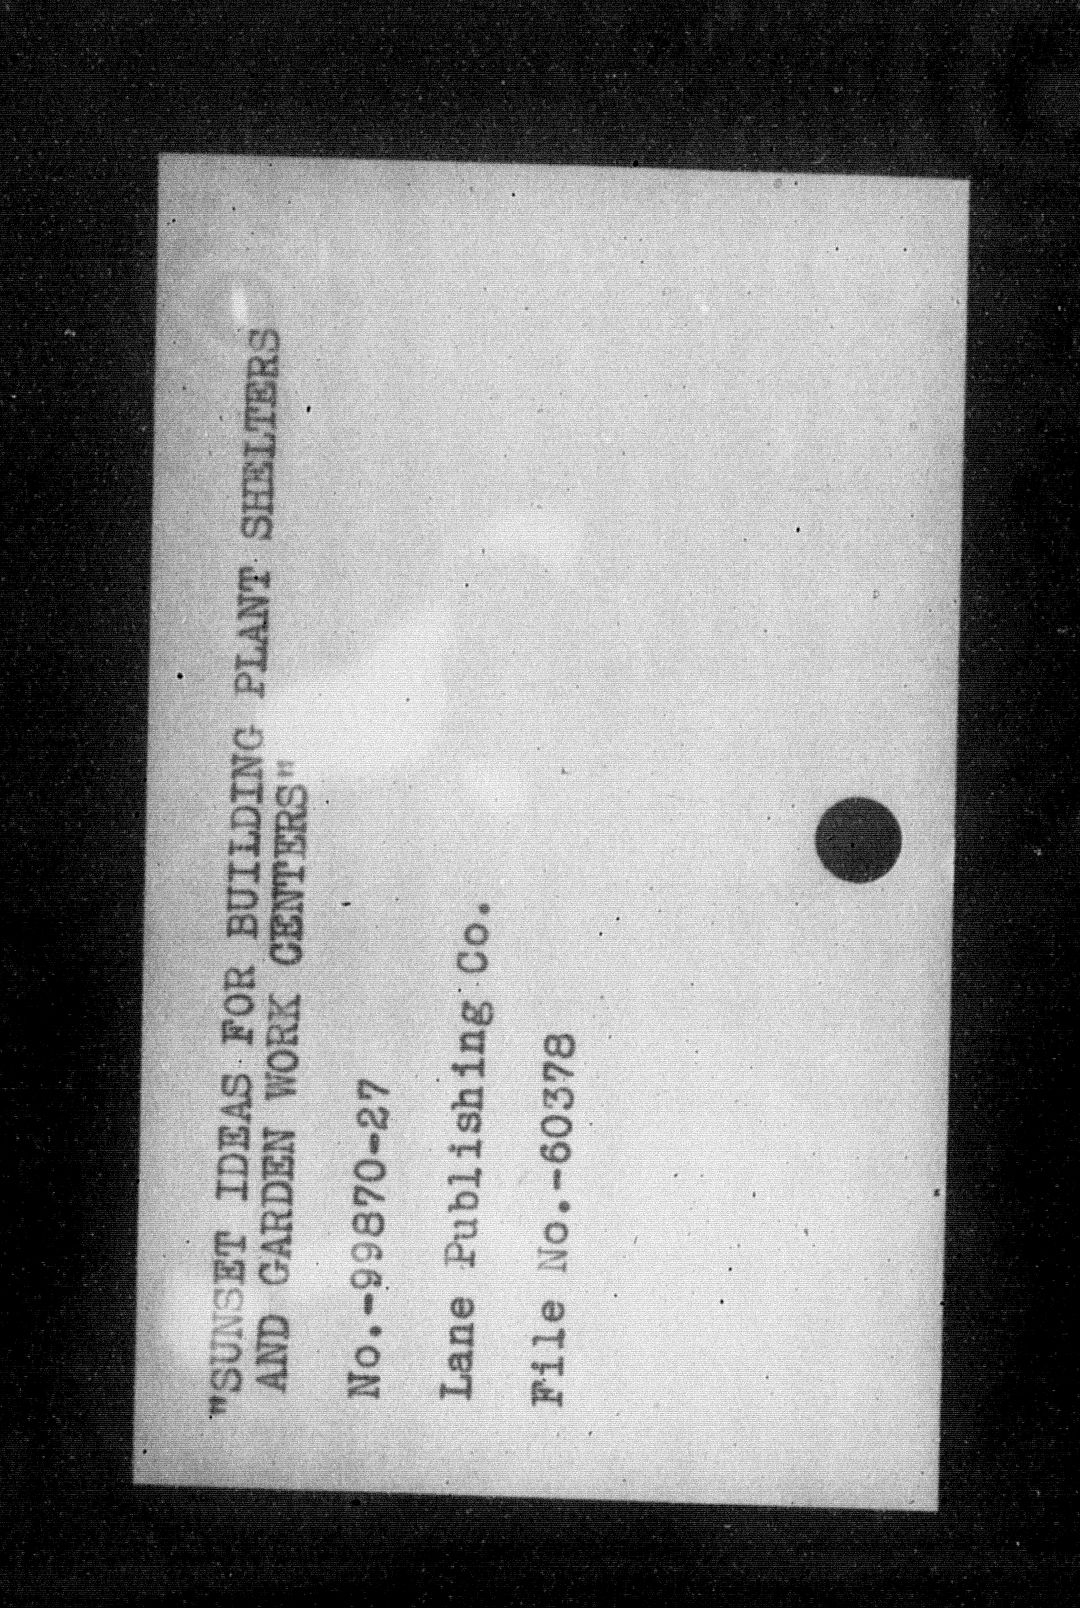 "SUNSET IDEAS FOR BUILDING PLANT SHELTERS
AND GARDEN WORK CENTERS"
No.-99870-27
Lane Publishing Co.
File No.-60378